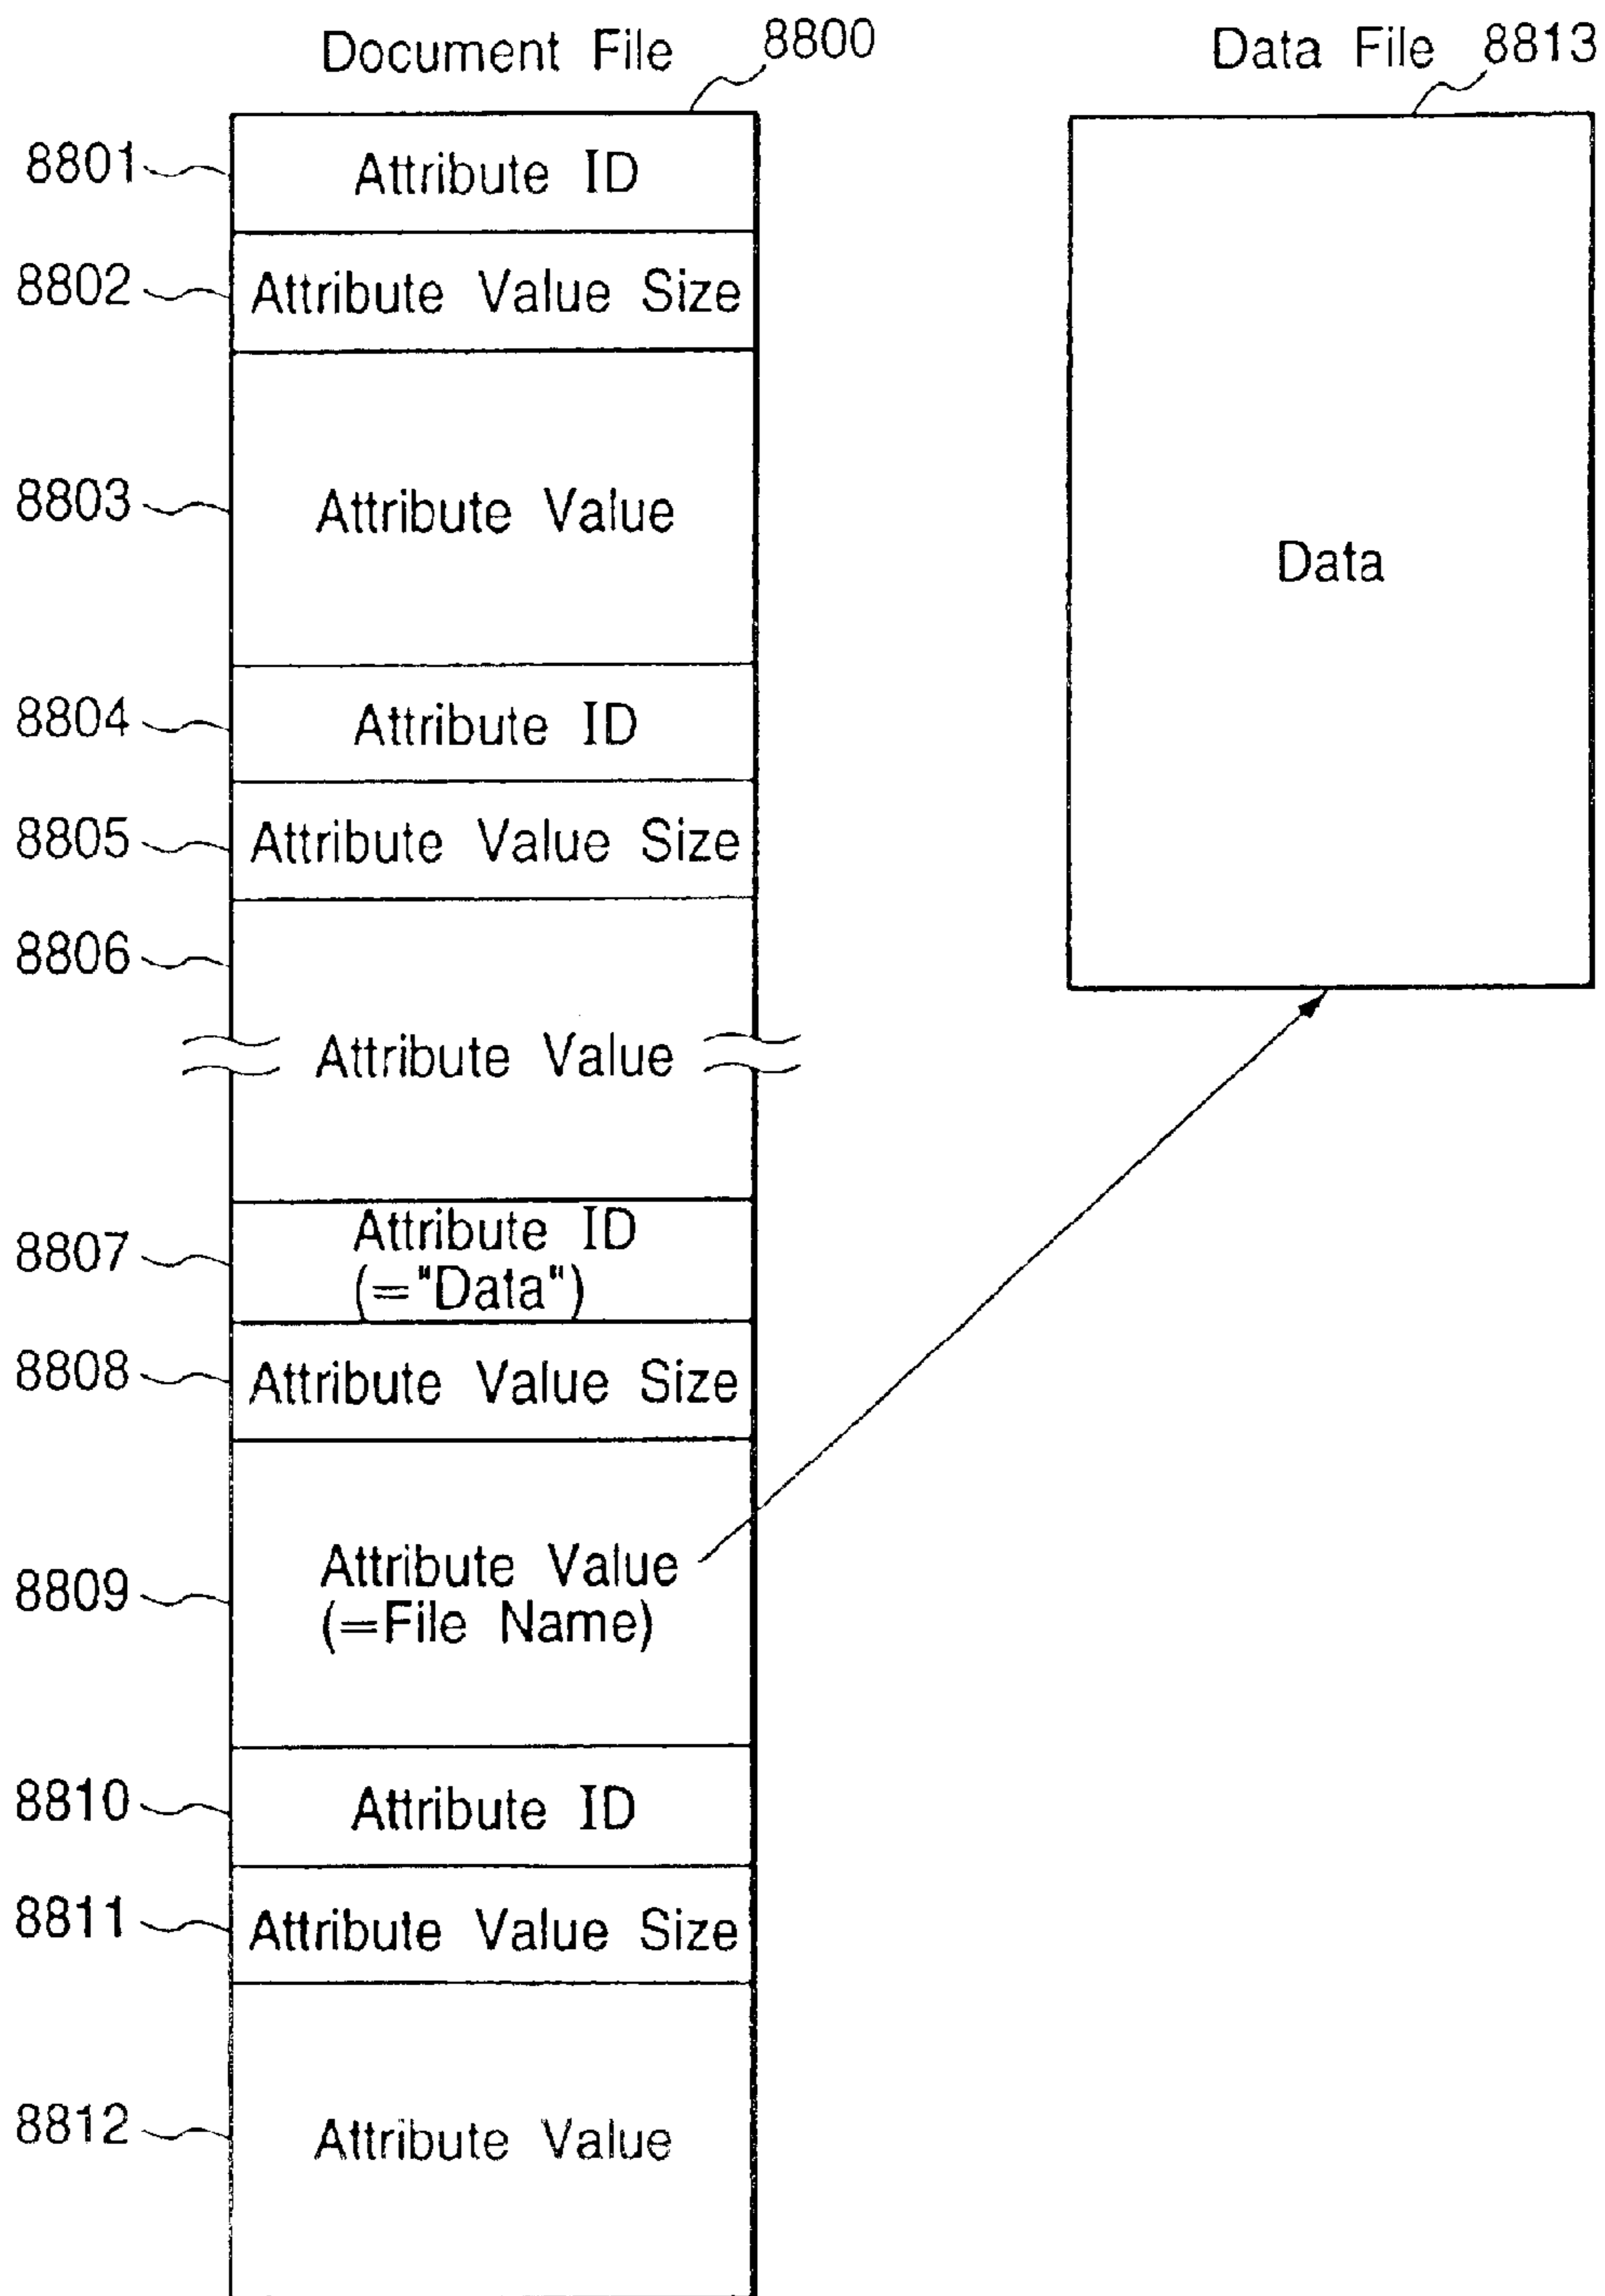 Document File 8800
Data File 8813
8801 Attribute ID
8802 Attribute Value Size
8803 Attribute Value
Data
8804 Attribute ID
8805 Attribute Value Size
8806
Attribute Value
8807 Attribute ID
(="Data")
8808 Attribute Value Size
8809 Attribute Value
(=File Name)
8810 Attribute ID
8811 Attribute Value Size
8812 Attribute Value